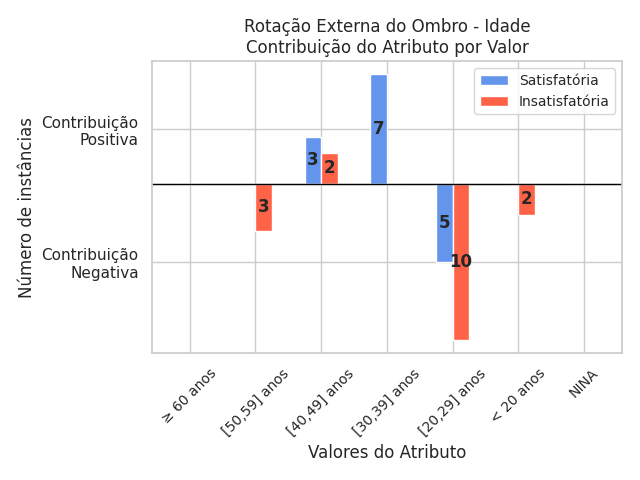 Rotação Externa do Ombro - Idade
Contribuição do Atributo por Valor
Satisfatória
Insatisfatória
Número de instâncias
Contribuição
Positiva
Contribuição
Negativa
3
3
2
7
5
10
2
≥ 60 anos
[50,59] anos
[40,49] anos
[30,39] anos
[20,29] anos
< 20 anos
NINA
Valores do Atributo